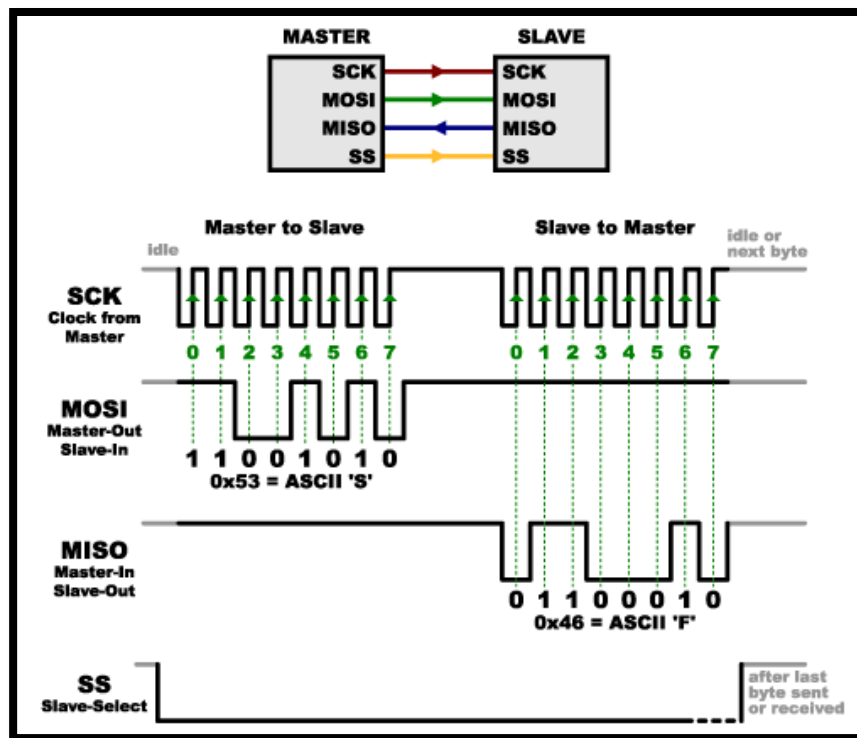 MASTER SLAVE
SCK SCK
MOSI MOSI
MISO MISO
SS SS
Master to Slave Slave to Master
idle
idle or
next byte
SCK
Clock from
Master
0 1 2 3 4 5 6 7 0 1 2 3 4 5 6 7
MOSI
Master-Out
Slave-In
1 1 0 0 1 0 1 0
0x53 = ASCII 'S'
MISO
Master-In
Slave-Out
0 1 1 0 0 0 1 0
0x46 = ASCII 'F'
SS
Slave-Select
after last
byte sent
or received